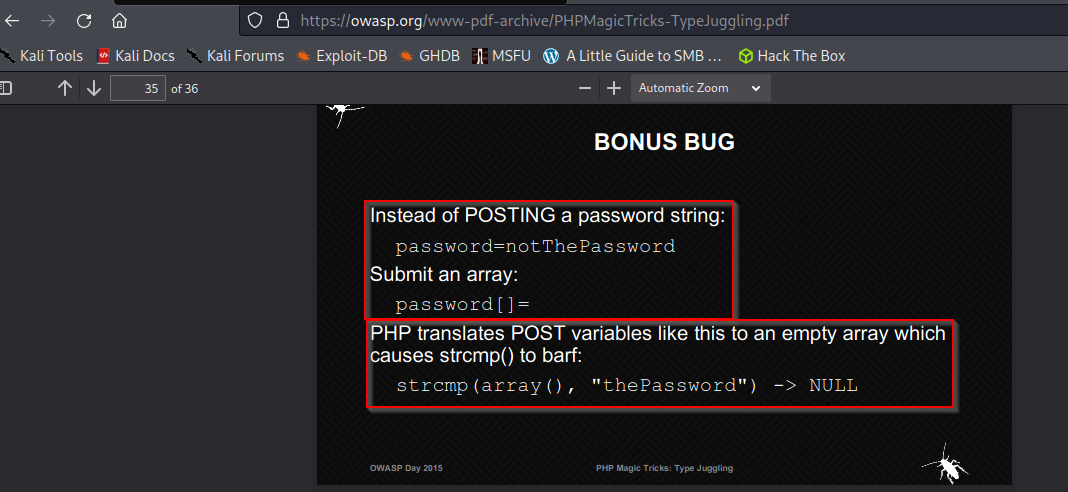 https://owasp.org/www-pdf-archive/PHPMagicTricks-TypeJuggling.pdf
Kali Tools Kali Docs Kali Forums Exploit-DB GHDB MSFU A Little Guide to SMB ... Hack The Box
35 of 36 Automatic Zoom
BONUS BUG
Instead of POSTING a password string:
password=notThePassword
Submit an array:
password[]=
PHP translates POST variables like this to an empty array which
causes strcmp() to barf:
strcmp(array(), "thePassword") -> NULL
OWASP Day 2015 PHP Magic Tricks: Type Juggling